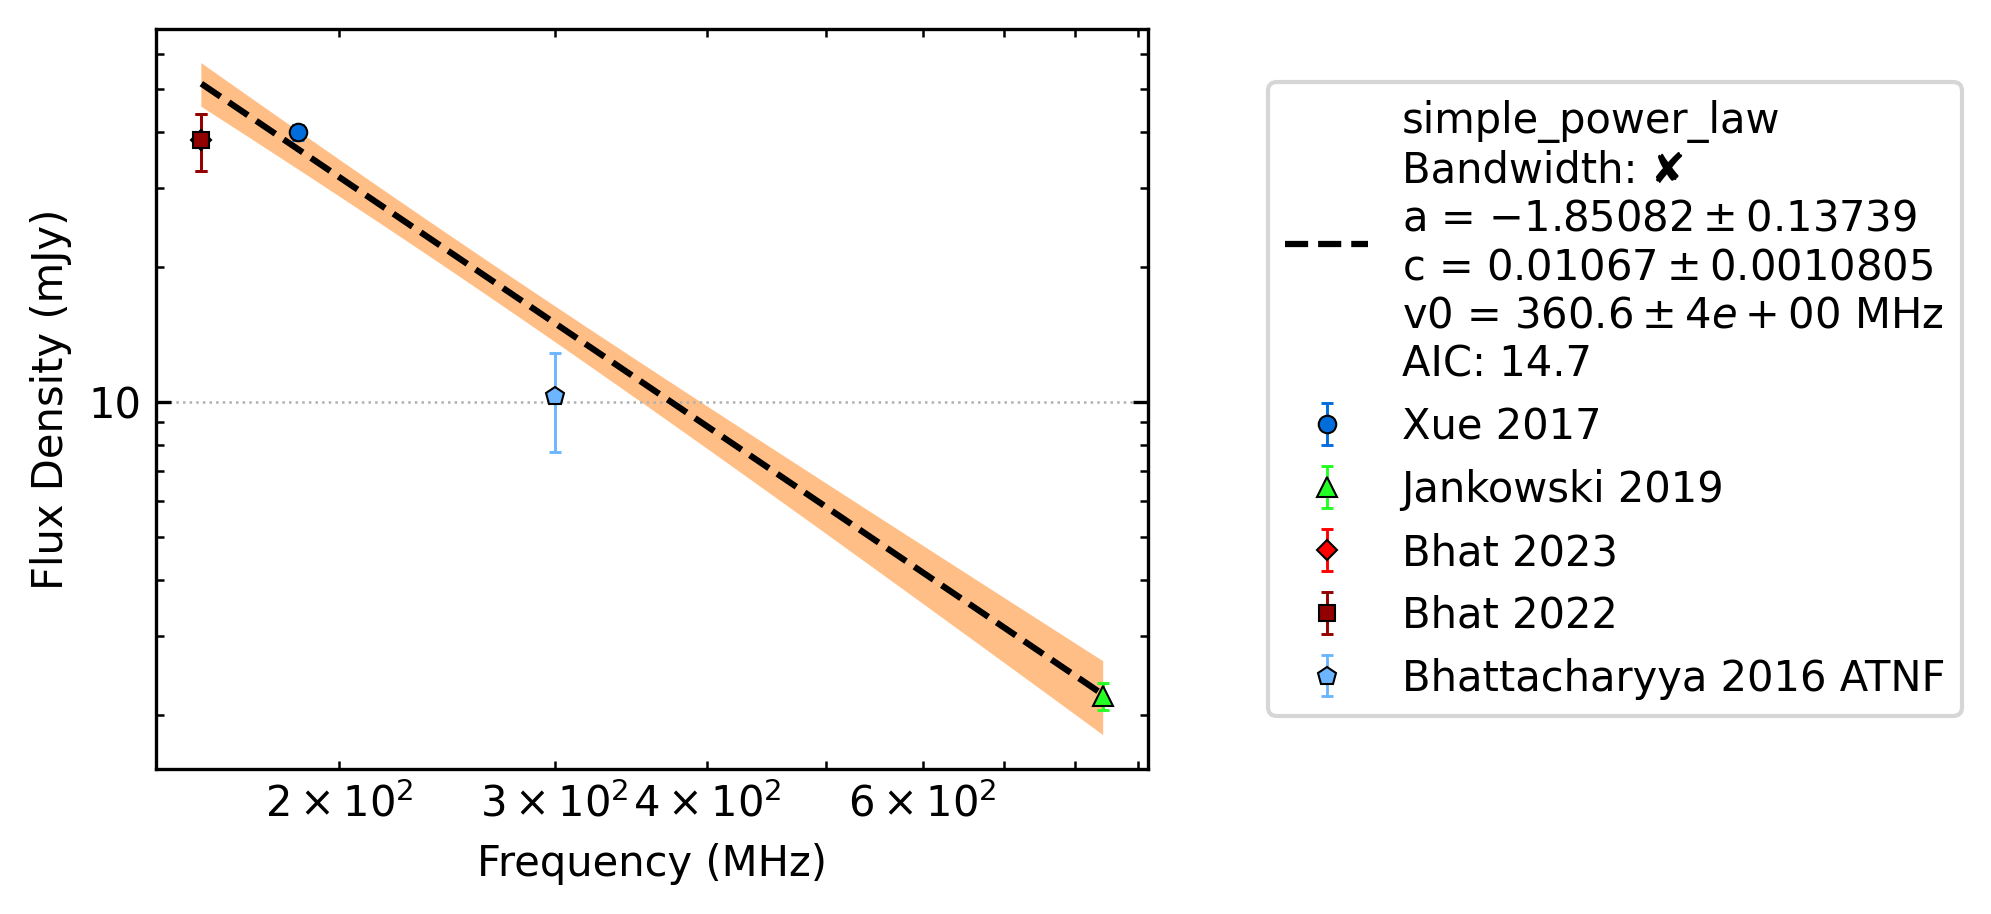 Flux Density (mJy)
10
2 × 10²
3 × 10²
4 × 10²
6 × 10²
Frequency (MHz)
simple_power_law
Bandwidth: ✘
a = −1.85082 ± 0.13739
c = 0.01067 ± 0.0010805
v0 = 360.6 ± 4e + 00 MHz
AIC: 14.7
Xue 2017
Jankowski 2019
Bhat 2023
Bhat 2022
Bhattacharyya 2016 ATNF